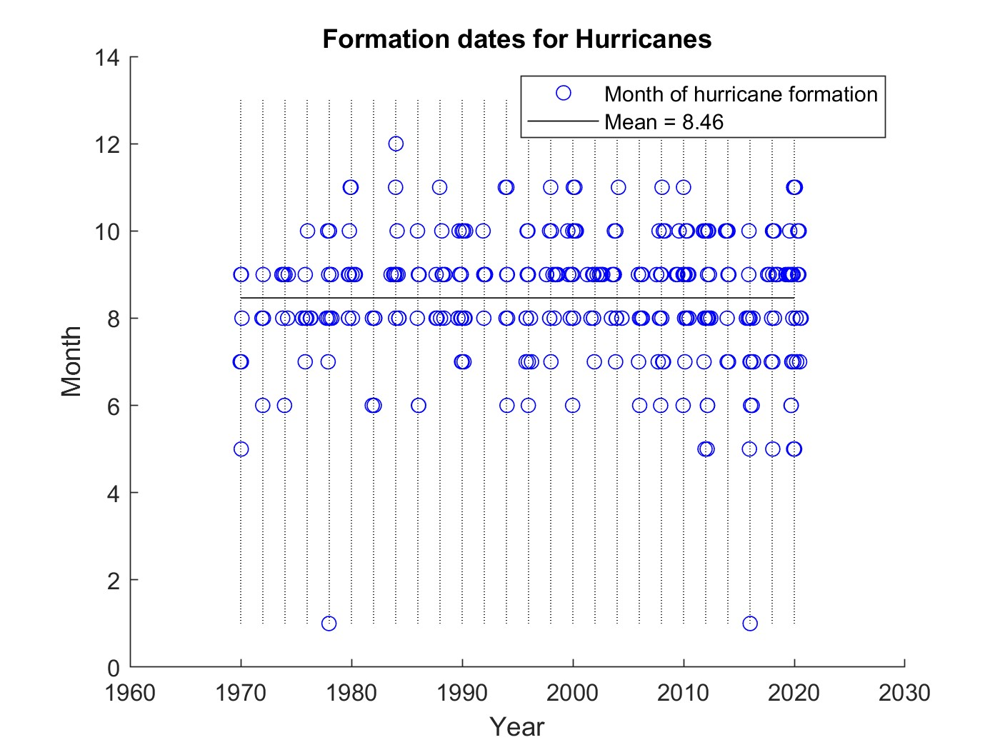 Formation dates for Hurricanes
Month of hurricane formation
Mean = 8.46
14
12
10
8
6
4
2
0
Month
1960 1970 1980 1990 2000 2010 2020 2030
Year